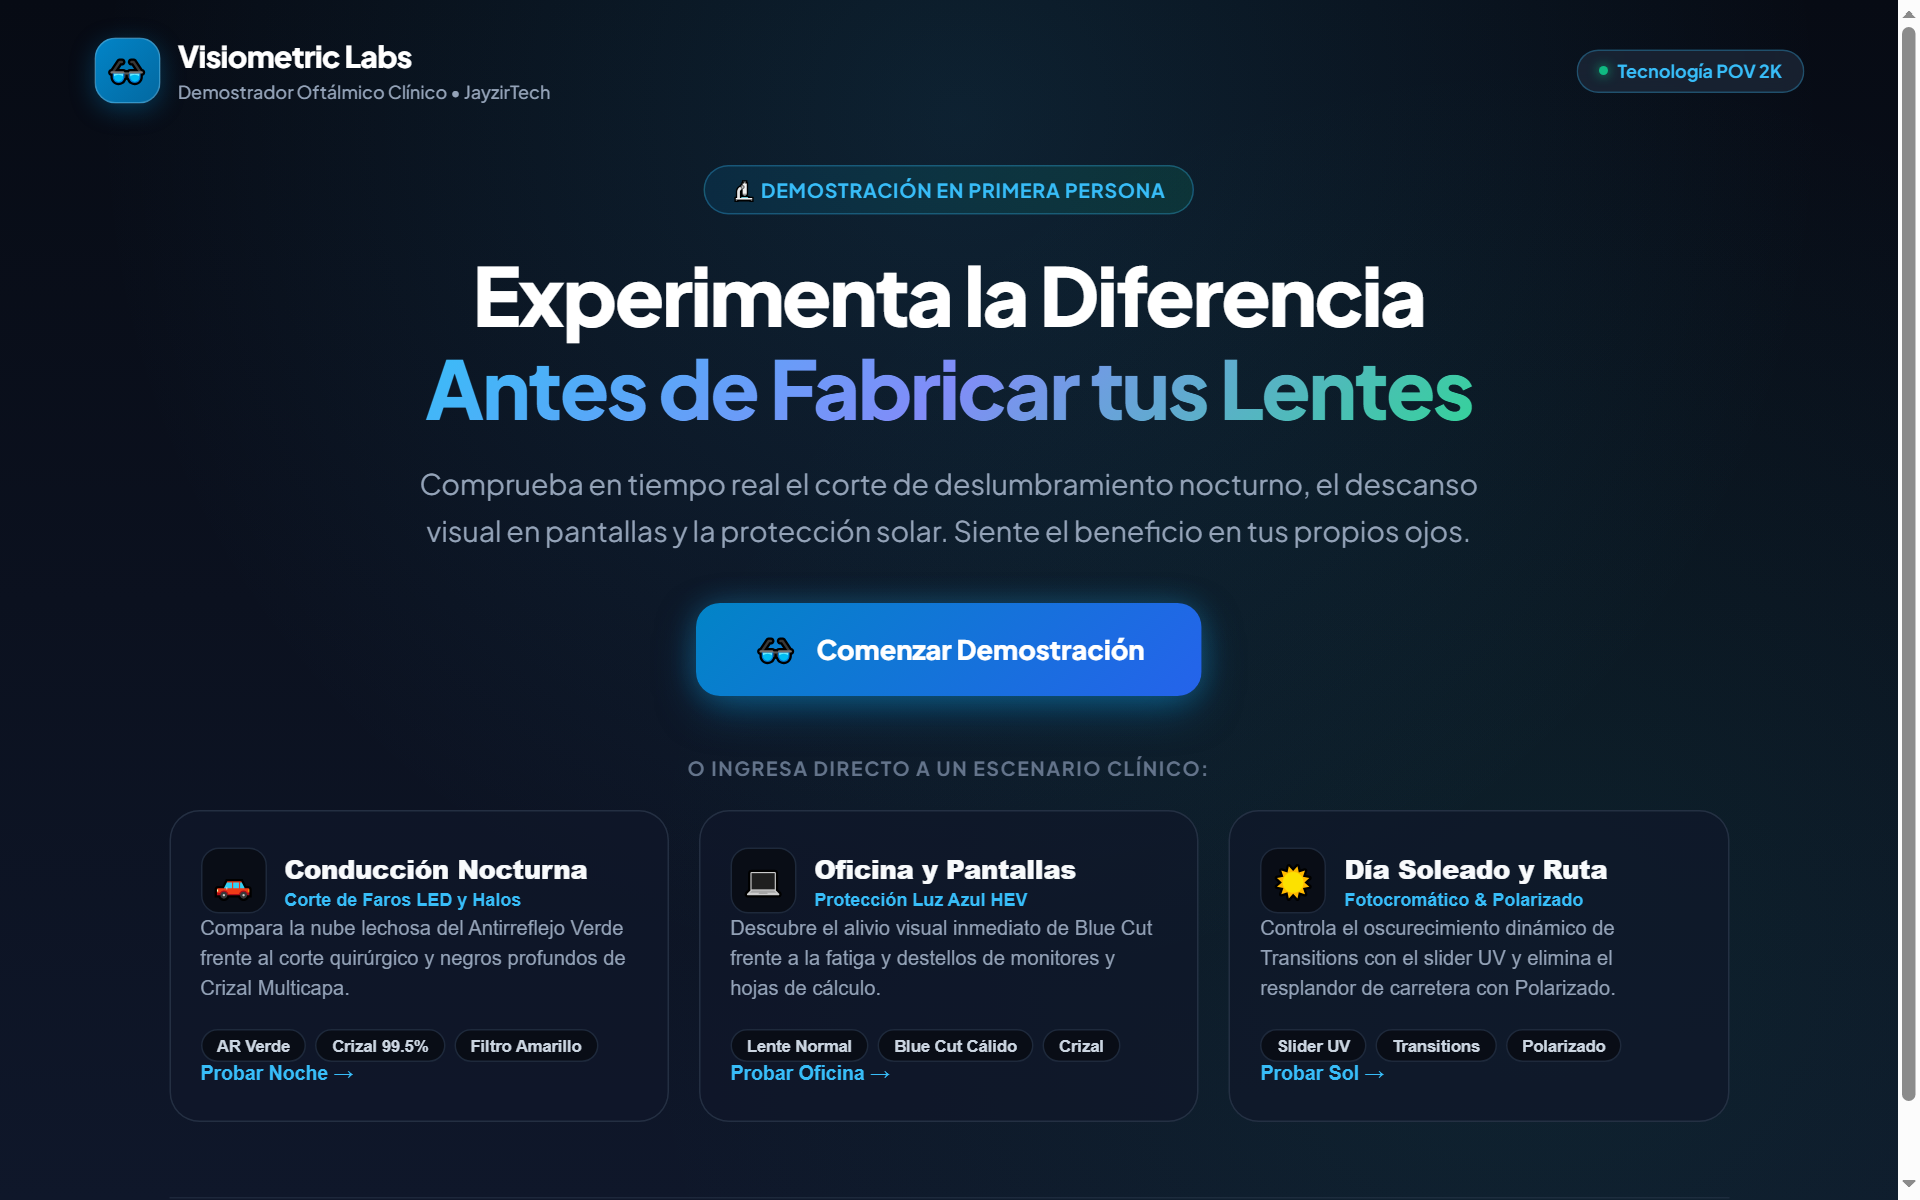 Visiometric Labs
Demostrador Oftálmico Clínico • JayzirTech
Tecnología POV 2K
DEMOSTRACIÓN EN PRIMERA PERSONA
Experimenta la Diferencia
Antes de Fabricar tus Lentes
Comprueba en tiempo real el corte de deslumbramiento nocturno, el descanso
visual en pantallas y la protección solar. Siente el beneficio en tus propios ojos.
Comenzar Demostración
O INGRESA DIRECTO A UN ESCENARIO CLÍNICO:
Conducción Nocturna
Corte de Faros LED y Halos
Compara la nube lechosa del Antirreflejo Verde
frente al corte quirúrgico y negros profundos de
Crizal Multicapa.
AR Verde
Crizal 99.5%
Filtro Amarillo
Probar Noche →
Oficina y Pantallas
Protección Luz Azul HEV
Descubre el alivio visual inmediato de Blue Cut
frente a la fatiga y destellos de monitores y
hojas de cálculo.
Lente Normal
Blue Cut Cálido
Crizal
Probar Oficina →
Día Soleado y Ruta
Fotocromático & Polarizado
Controla el oscurecimiento dinámico de
Transitions con el slider UV y elimina el
resplandor de carretera con Polarizado.
Slider UV
Transitions
Polarizado
Probar Sol →